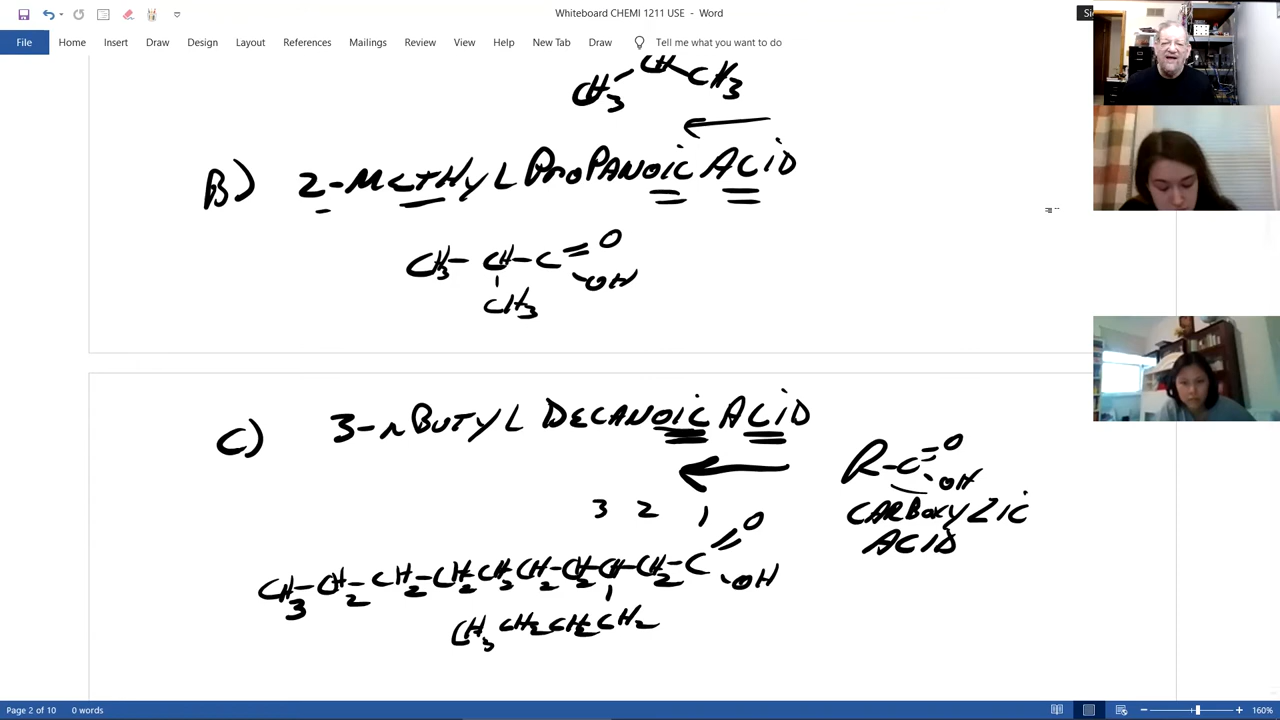 Whiteboard CHEMI 1211 USE - Word
File Home Insert Draw Design Layout References Mailings Review View Help New Tab Draw Tell me what you want to do
CH
CH3 CH3
B) 2-METHYL PROPANOIC ACID
CH3-CH-C=O
-OH
CH3
C) 3-nBUTYL DECANOIC ACID
R-C=O
-OH
CARBOXYLIC
ACID
3 2 1
CH3-CH2-CH2-CH2CH2CH2-CH2-CH-CH2-C=O
-OH
CH3CH2CH2CH2
Page 2 of 10 0 words 160%